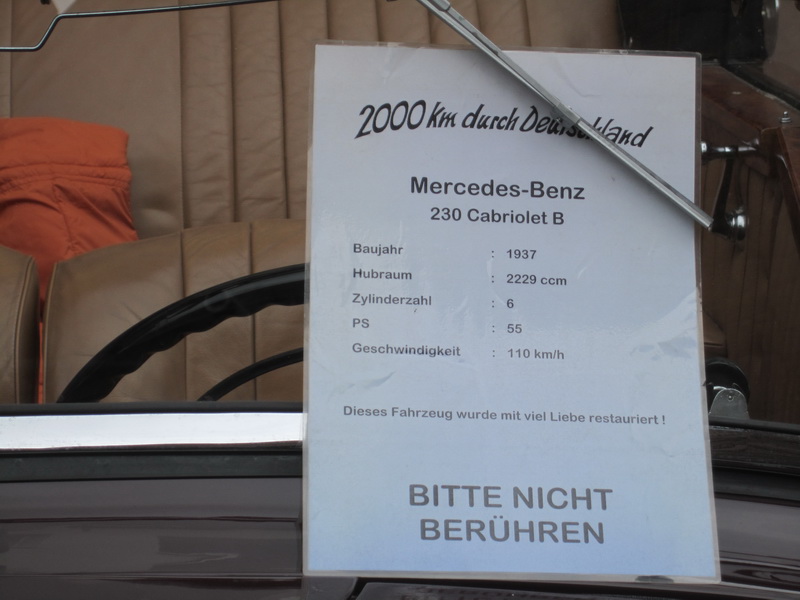 2000 km durch Deutschland
Mercedes-Benz
230 Cabriolet B
Baujahr : 1937
Hubraum : 2229 ccm
Zylinderzahl : 6
PS : 55
Geschwindigkeit : 110 km/h
Dieses Fahrzeug wurde mit viel Liebe restauriert !
BITTE NICHT
BERÜHREN